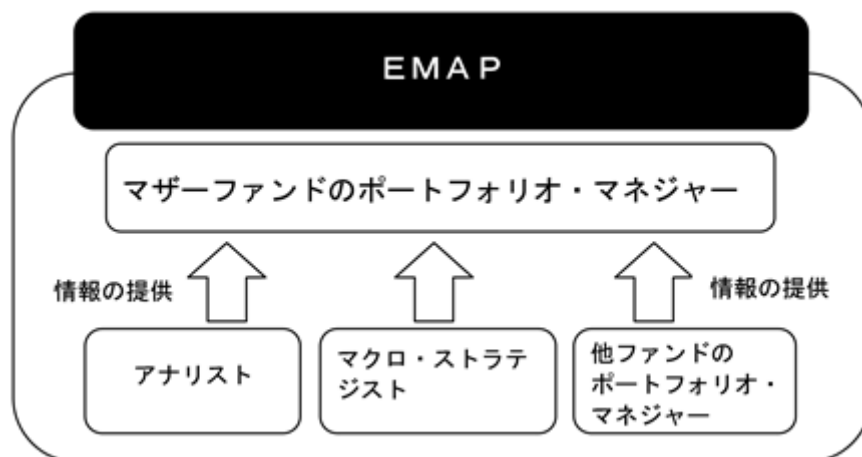 ＥＭＡＰ
マザーファンドのポートフォリオ・マネジャー
情報の提供
情報の提供
アナリスト
マクロ・ストラテ
ジスト
他ファンドの
ポートフォリオ・
マネジャー